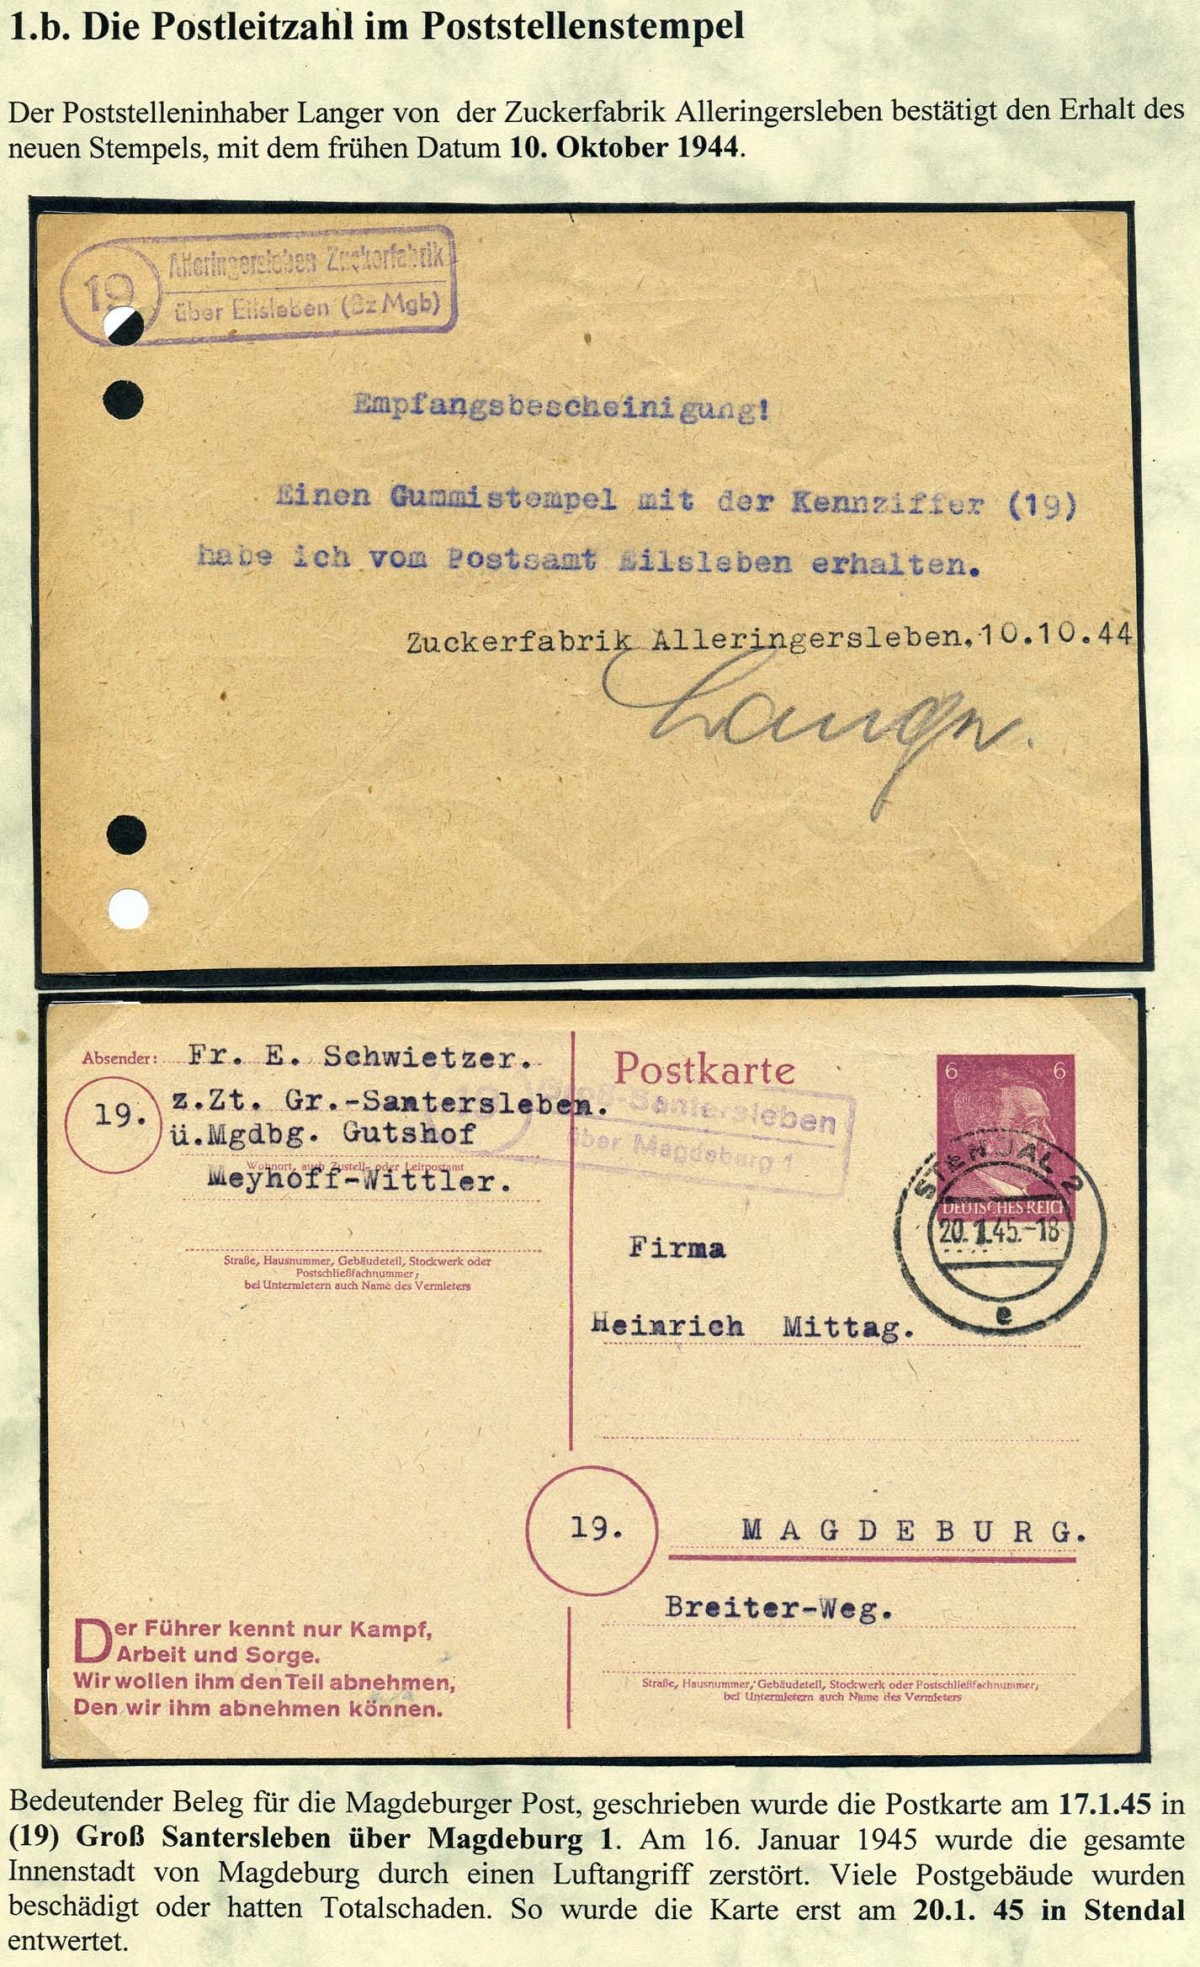 1.b. Die Postleitzahl im Poststellenstempel
Der Poststelleninhaber Langer von der Zuckerfabrik Alleringersleben bestätigt den Erhalt des
neuen Stempels, mit dem frühen Datum 10. Oktober 1944.
19
Alleringersleben Zuckerfabrik
über Eilsleben (Bz Mgb)
Empfangsbescheinigung!
Einen Gummistempel mit der Kennziffer (19)
habe ich vom Postsamt Eilsleben erhalten.
Zuckerfabrik Alleringersleben,10.10.44
Langer.
Absender: Fr. E. Schwietzer.
19.
z.Zt. Gr.-Santersleben.
ü.Mgdbg. Gutshof
Wohnort, auch Zustell- oder Leitpostamt
Meyhoff-Wittler.
Straße, Hausnummer, Gebäudeteil, Stockwerk oder
Postschließfachnummer;
bei Untermietern auch Name des Vermieters
Postkarte
19
Groß-Santersleben
über Magdeburg 1
6 6
DEUTSCHES REICH
STENDAL 2
20.1.45.-18
e
Firma
Heinrich Mittag.
19.
MAGDEBURG.
Breiter-Weg.
Straße, Hausnummer, Gebäudeteil, Stockwerk oder Postschließfachnummer;
bei Untermietern auch Name des Vermieters
Der Führer kennt nur Kampf,
Arbeit und Sorge.
Wir wollen ihm den Teil abnehmen,
Den wir ihm abnehmen können.
Bedeutender Beleg für die Magdeburger Post, geschrieben wurde die Postkarte am 17.1.45 in
(19) Groß Santersleben über Magdeburg 1. Am 16. Januar 1945 wurde die gesamte
Innenstadt von Magdeburg durch einen Luftangriff zerstört. Viele Postgebäude wurden
beschädigt oder hatten Totalschaden. So wurde die Karte erst am 20.1. 45 in Stendal
entwertet.